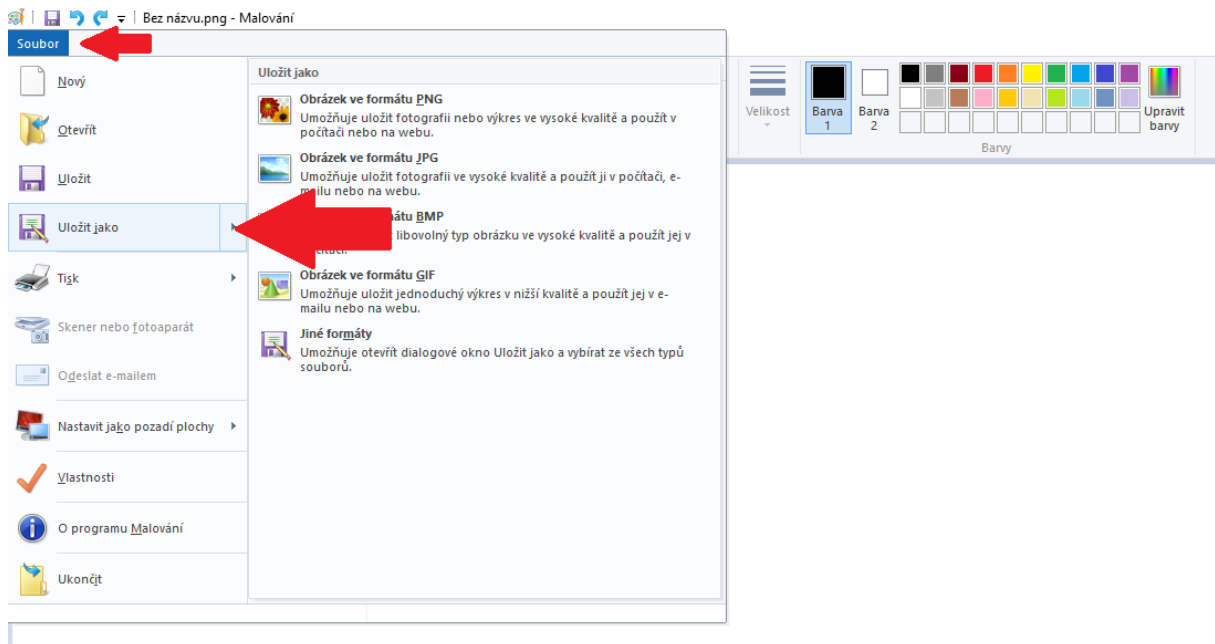 Bez názvu.png - Malování
Soubor
Nový
Otevřít
Uložit
Uložit jako
Tisk
Skener nebo fotoaparát
Odeslat e-mailem
Nastavit jako pozadí plochy
Vlastnosti
O programu Malování
Ukončit
Uložit jako
Obrázek ve formátu PNG
Umožňuje uložit fotografii nebo výkres ve vysoké kvalitě a použít v
počítači nebo na webu.
Obrázek ve formátu JPG
Umožňuje uložit fotografii ve vysoké kvalitě a použít ji v počítači, e-
mailu nebo na webu.
BMP
libovolný typ obrázku ve vysoké kvalitě a použít jej v
Obrázek ve formátu GIF
Umožňuje uložit jednoduchý výkres v nižší kvalitě a použít jej v e-
mailu nebo na webu.
Jiné formáty
Umožňuje otevřít dialogové okno Uložit jako a vybírat ze všech typů
souborů.
Velikost
Barva
1
Barva
2
Upravit
barvy
Barvy